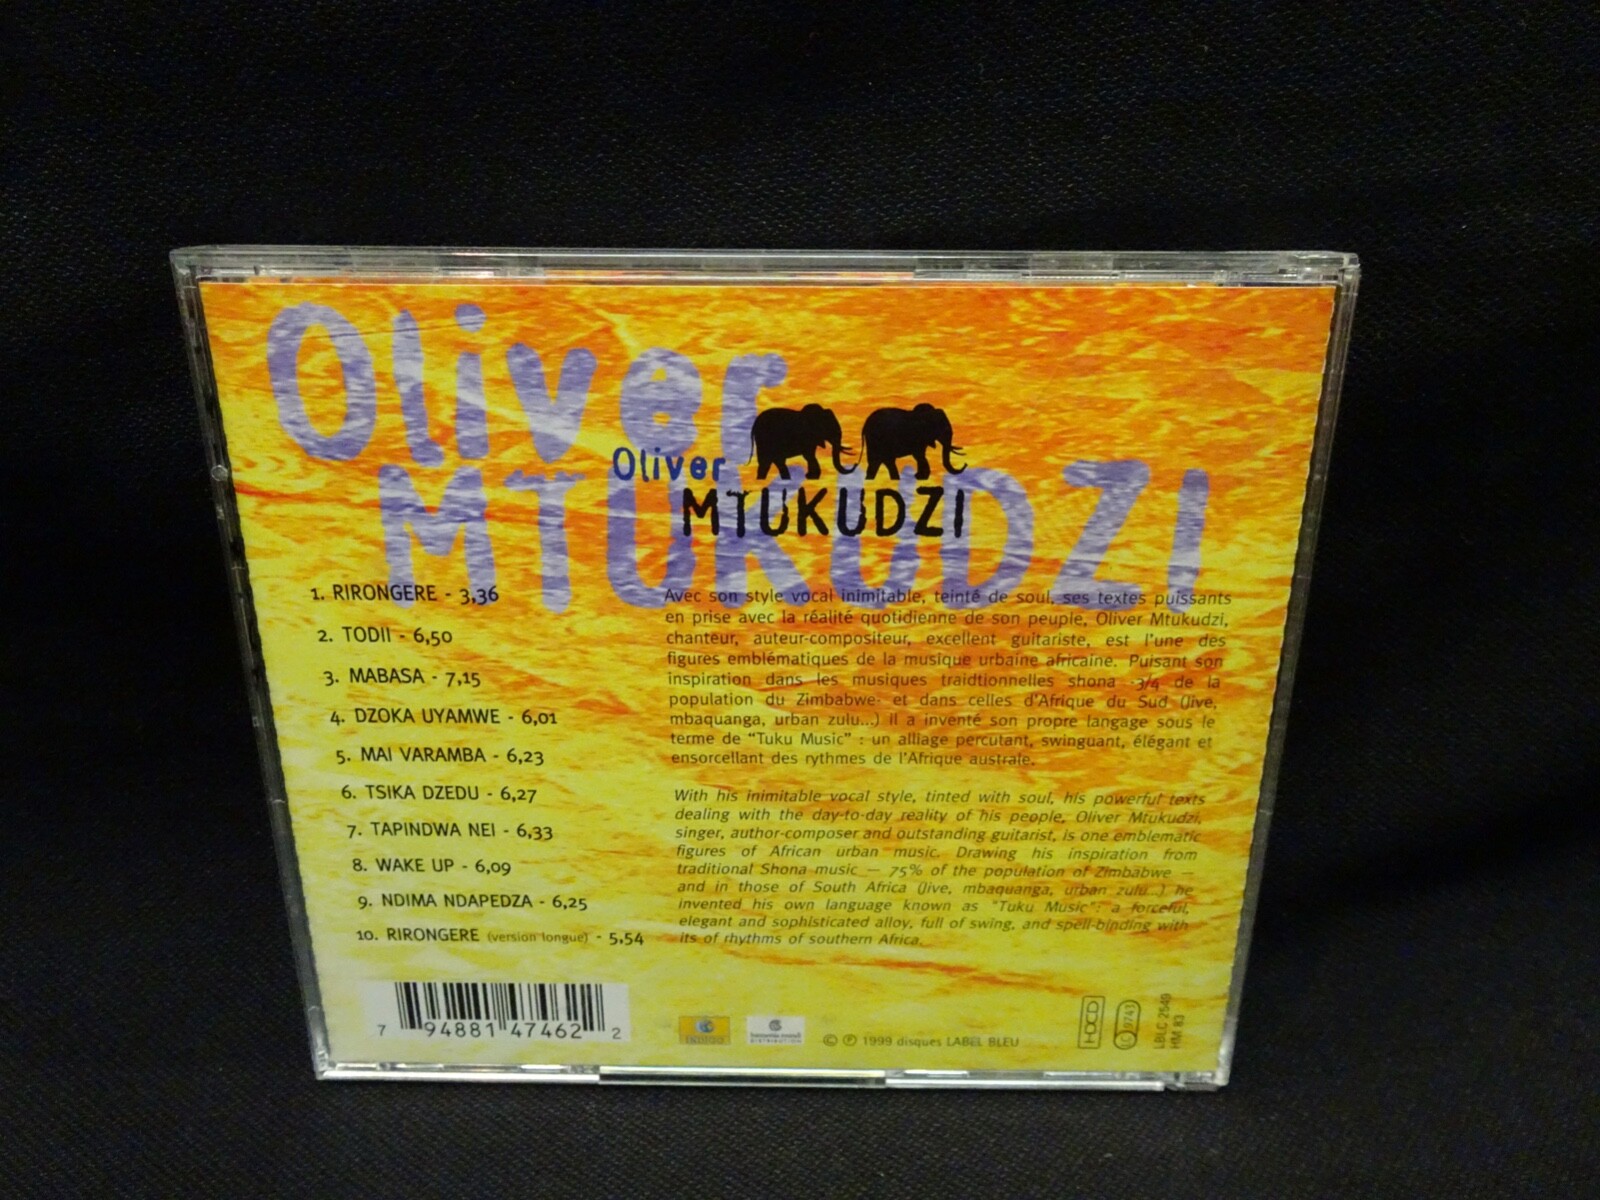 Oliver
MTUKUDZI
Oliver
MTUKUDZI
1. RIRONGERE - 3,36
2. TODII - 6,50
3. MABASA - 7,15
4. DZOKA UYAMWE - 6,01
5. MAI VARAMBA - 6,23
6. TSIKA DZEDU - 6,27
7. TAPINDWA NEI - 6,33
8. WAKE UP - 6,09
9. NDIMA NDAPEDZA - 6,25
10. RIRONGERE (version longue) - 5,54
Avec son style vocal inimitable, teinté de soul, ses textes puissants
en prise avec la réalité quotidienne de son peuple, Oliver Mtukudzi,
chanteur, auteur-compositeur, excellent guitariste, est l'une des
figures emblématiques de la musique urbaine africaine. Puisant son
inspiration dans les musiques traidtionnelles shona -3/4 de la
population du Zimbabwe- et dans celles d'Afrique du Sud (Jive,
mbaquanga, urban zulu...) il a inventé son propre langage sous le
terme de "Tuku Music" : un alliage percutant, swinguant, élégant et
ensorcellant des rythmes de l'Afrique australe.
With his inimitable vocal style, tinted with soul, his powerful texts
dealing with the day-to-day reality of his people, Oliver Mtukudzi,
singer, author-composer and outstanding guitarist, is one emblematic
figures of African urban music. Drawing his inspiration from
traditional Shona music — 75% of the population of Zimbabwe —
and in those of South Africa (Jive, mbaquanga, urban zulu...) he
invented his own language known as "Tuku Music": a forceful,
elegant and sophisticated alloy, full of swing, and spell-binding with
its of rhythms of southern Africa.
7 94881 47462 2
INDIGO
harmonia mundi
DISTRIBUTION
© ℗ 1999 disques LABEL BLEU
HDCD
LC 9743
LBLC 2549
HM 83